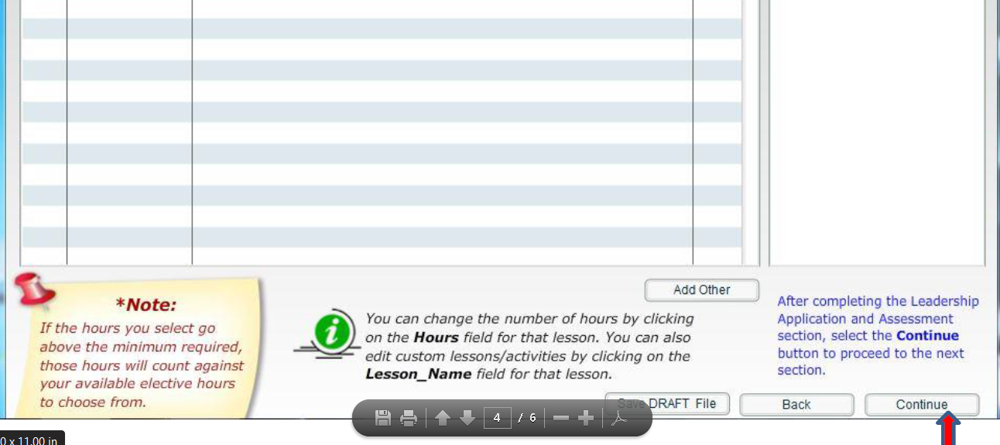 Add Other
*Note:
If the hours you select go
above the minimum required,
those hours will count against
your available elective hours
to choose from.
You can change the number of hours by clicking
on the Hours field for that lesson. You can also
edit custom lessons/activities by clicking on the
Lesson_Name field for that lesson.
After completing the Leadership
Application and Assessment
section, select the Continue
button to proceed to the next
section.
Save DRAFT File
Back
Continue
4 / 6
0 x 11.00 in